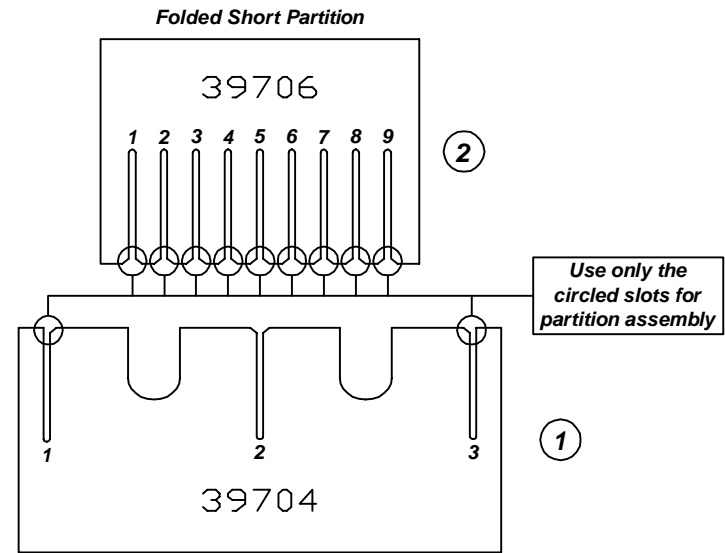 Folded Short Partition
39706
1 2 3 4 5 6 7 8 9
2
Use only the
circled slots for
partition assembly
1 2 3
1
39704